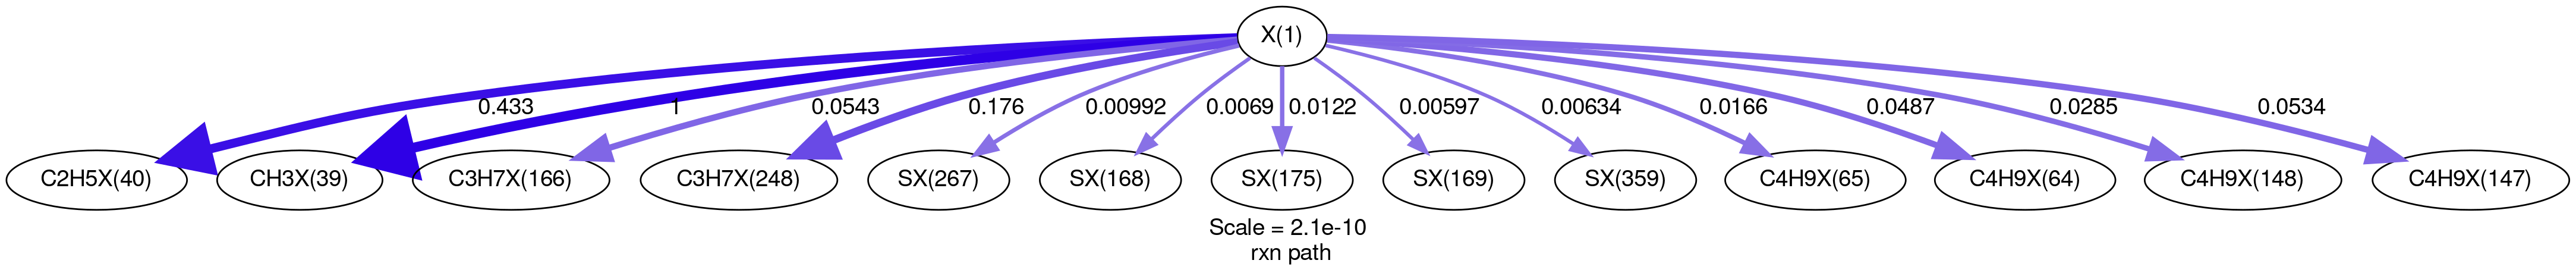 X(1)
0.433
1
0.0543
0.176
0.00992
0.0069
0.0122
0.00597
0.00634
0.0166
0.0487
0.0285
0.0534
C2H5X(40)
CH3X(39)
C3H7X(166)
C3H7X(248)
SX(267)
SX(168)
SX(175)
SX(169)
SX(359)
C4H9X(65)
C4H9X(64)
C4H9X(148)
C4H9X(147)
Scale = 2.1e-10
rxn path